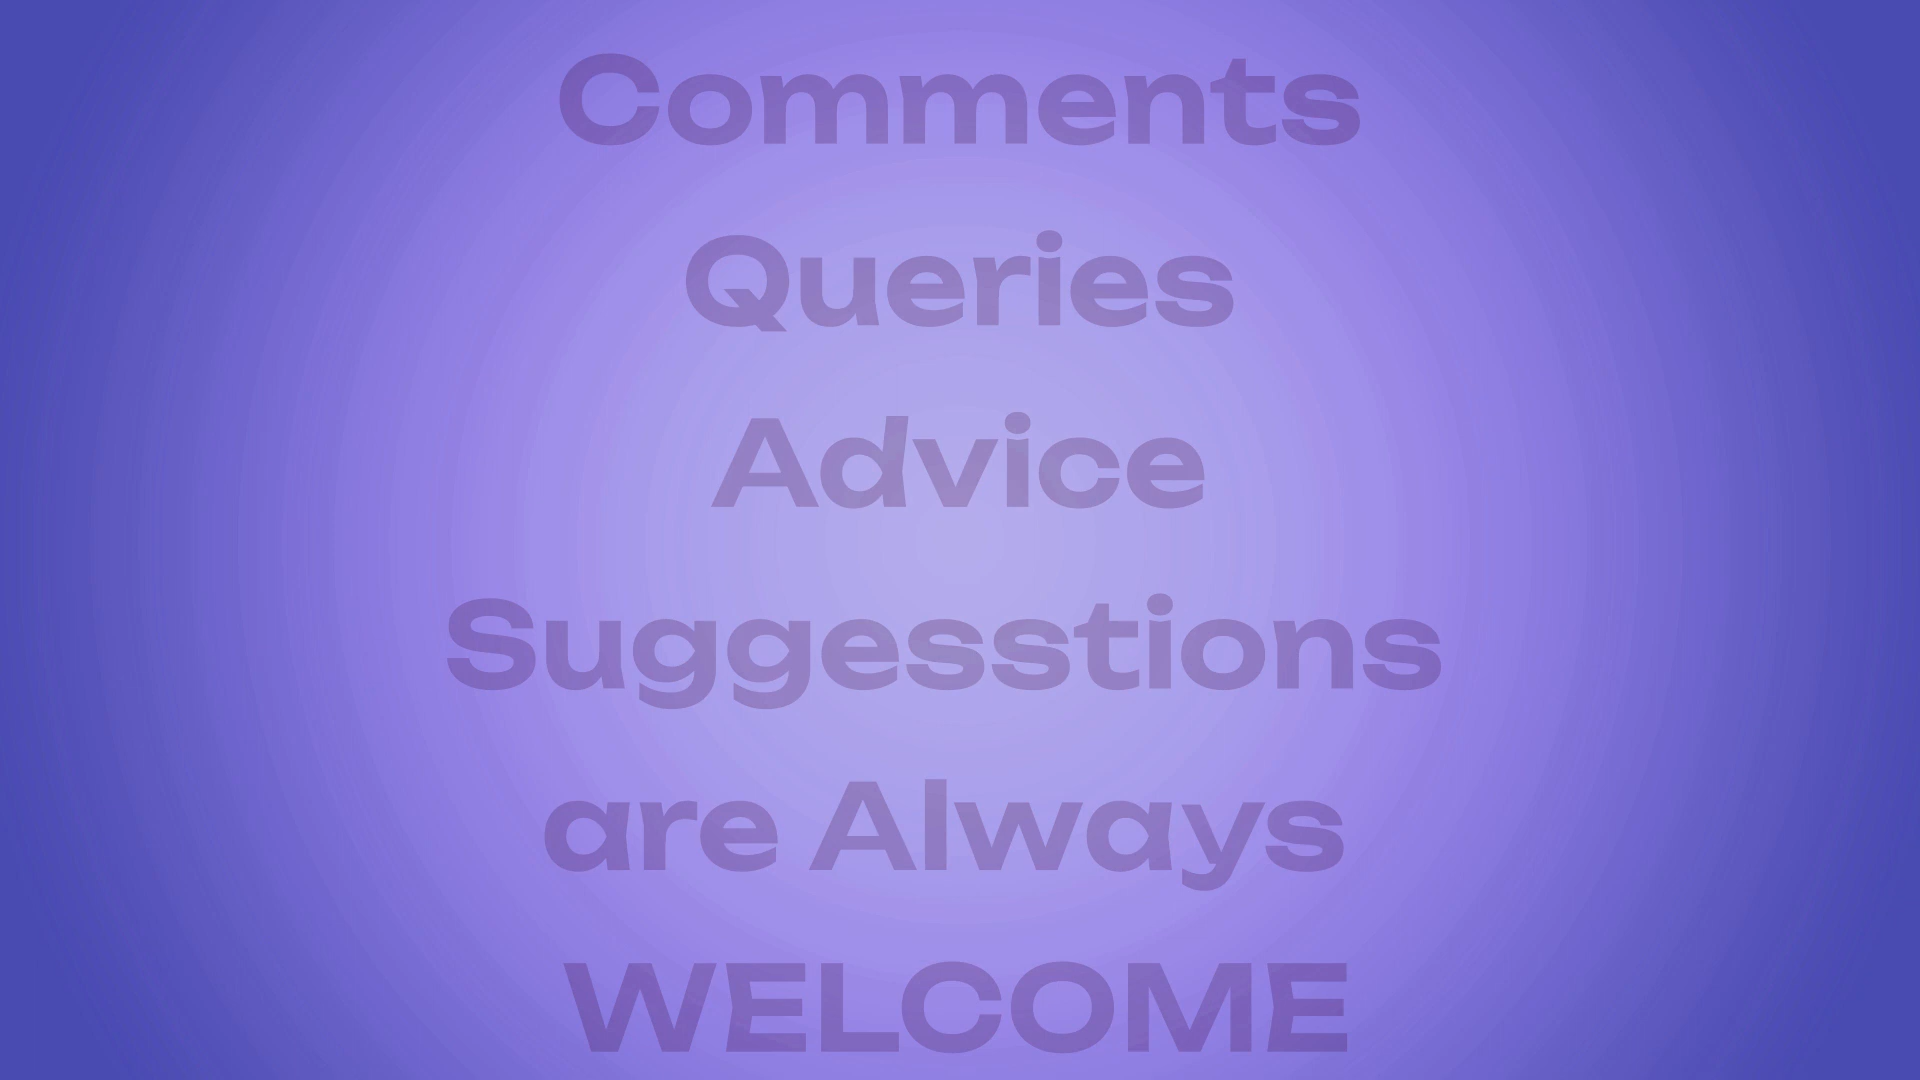 Comments
Queries
Advice
Suggesstions
are Always
WELCOME